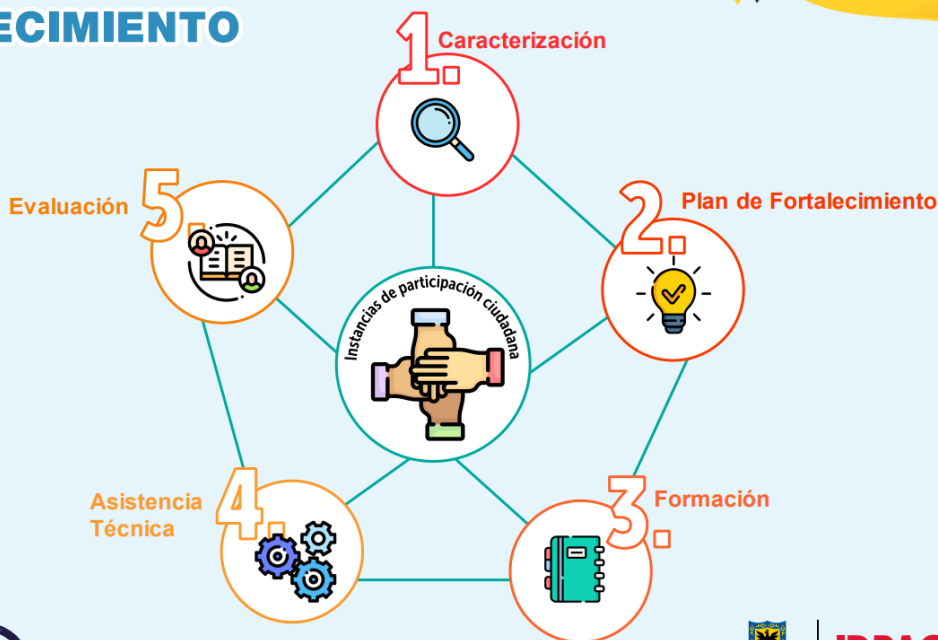 ECIMIENTO
1.
Caracterización
2.
Plan de Fortalecimiento
5.
Evaluación
Instancias de participación ciudadana
4.
Asistencia
Técnica
3.
Formación